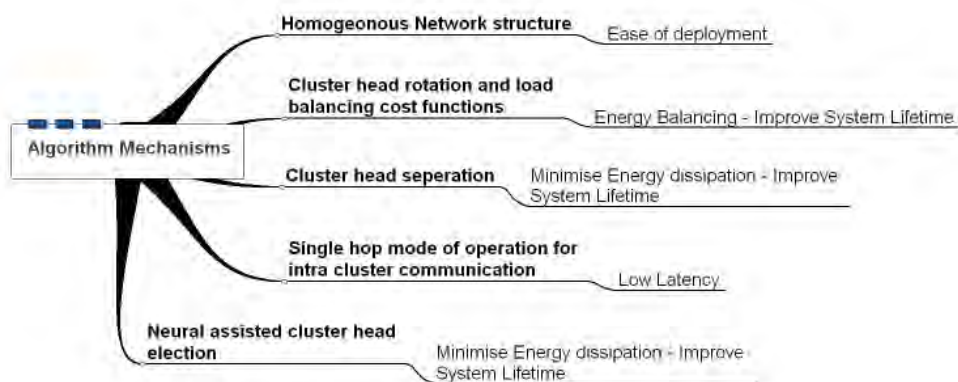 Homogeonous Network structure
Ease of deployment
Cluster head rotation and load
balancing cost functions
Energy Balancing - Improve System Lifetime
Algorithm Mechanisms
Cluster head seperation
Minimise Energy dissipation - Improve
System Lifetime
Single hop mode of operation for
intra cluster communication
Low Latency
Neural assisted cluster head
election
Minimise Energy dissipation - Improve
System Lifetime